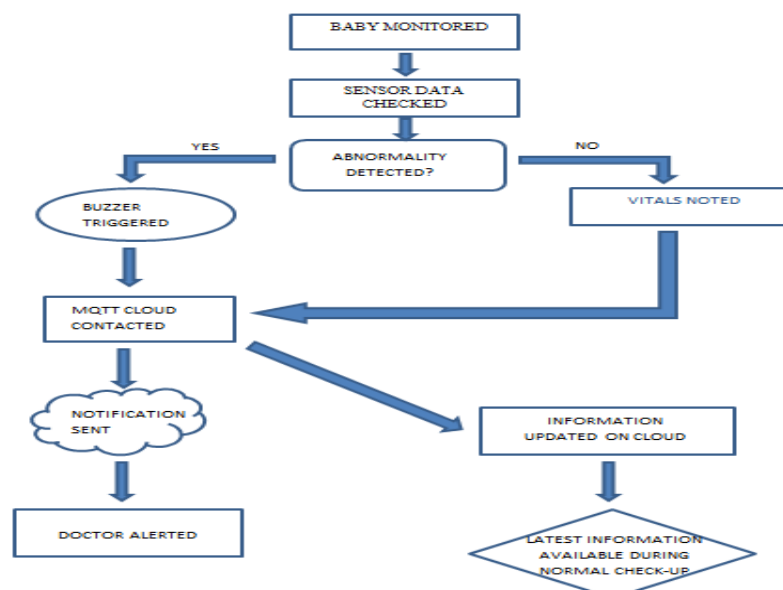 BABY MONITORED
SENSOR DATA
CHECKED
ABNORMALITY
DETECTED?
YES
NO
BUZZER
TRIGGERED
VITALS NOTED
MQTT CLOUD
CONTACTED
NOTIFICATION
SENT
INFORMATION
UPDATED ON CLOUD
DOCTOR ALERTED
LATEST INFORMATION
AVAILABLE DURING
NORMAL CHECK-UP